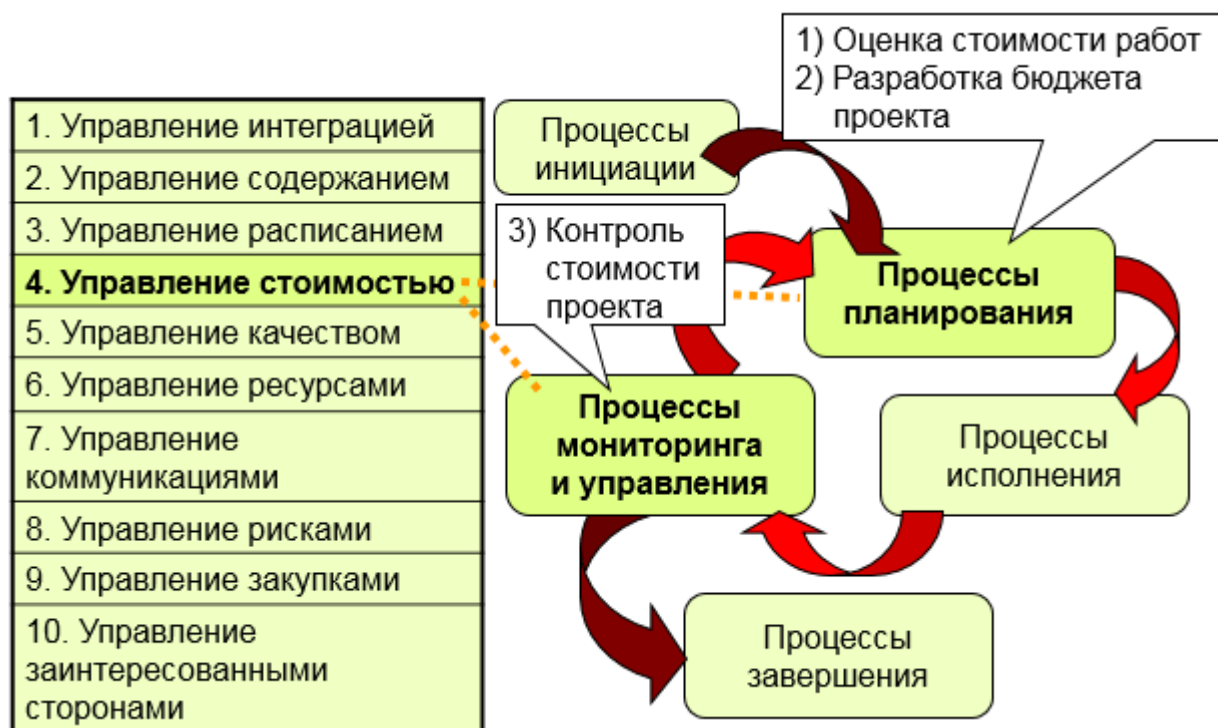 1. Управление интеграцией
2. Управление содержанием
3. Управление расписанием
4. Управление стоимостью
5. Управление качеством
6. Управление ресурсами
7. Управление
коммуникациями
8. Управление рисками
9. Управление закупками
10. Управление
заинтересованными
сторонами
Процессы
инициации
1) Оценка стоимости работ
2) Разработка бюджета
проекта
3) Контроль
стоимости
проекта
Процессы
планирования
Процессы
мониторинга
и управления
Процессы
исполнения
Процессы
завершения